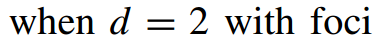 when d = 2 with foci